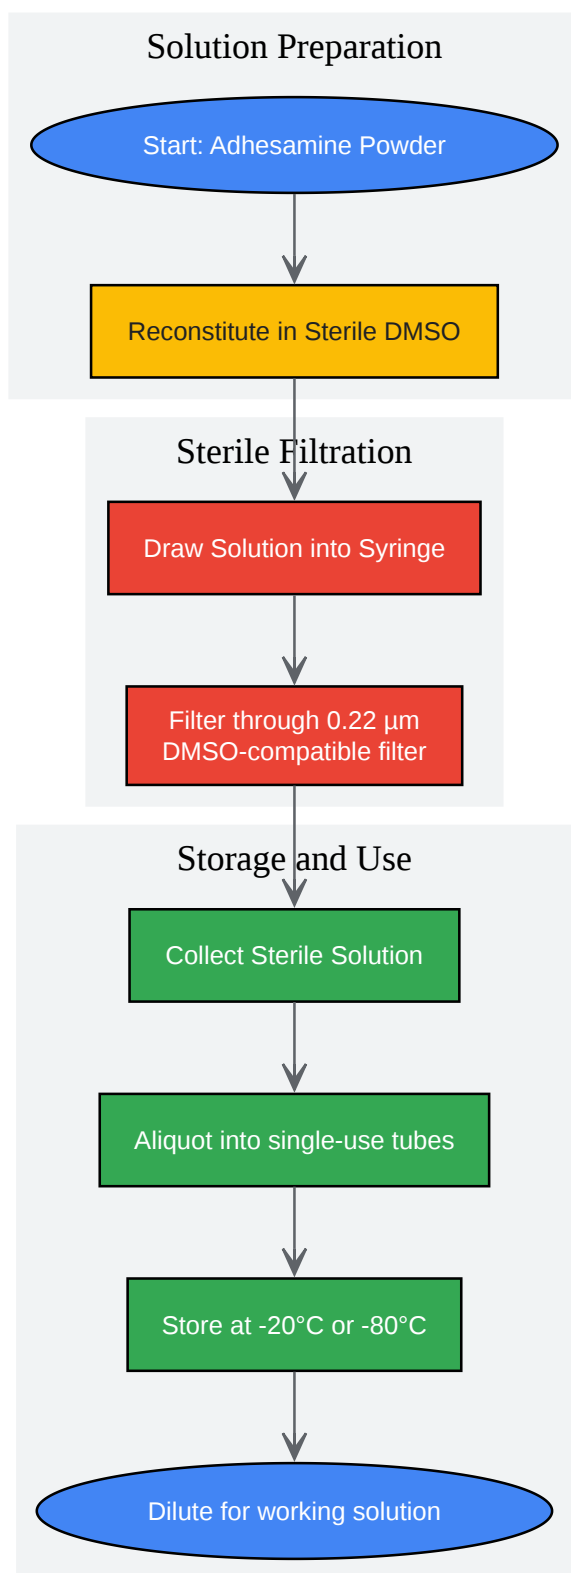 Solution Preparation
Start: Adhesamine Powder
Reconstitute in Sterile DMSO
Sterile Filtration
Draw Solution into Syringe
Filter through 0.22 µm
DMSO-compatible filter
Storage and Use
Collect Sterile Solution
Aliquot into single-use tubes
Store at -20°C or -80°C
Dilute for working solution